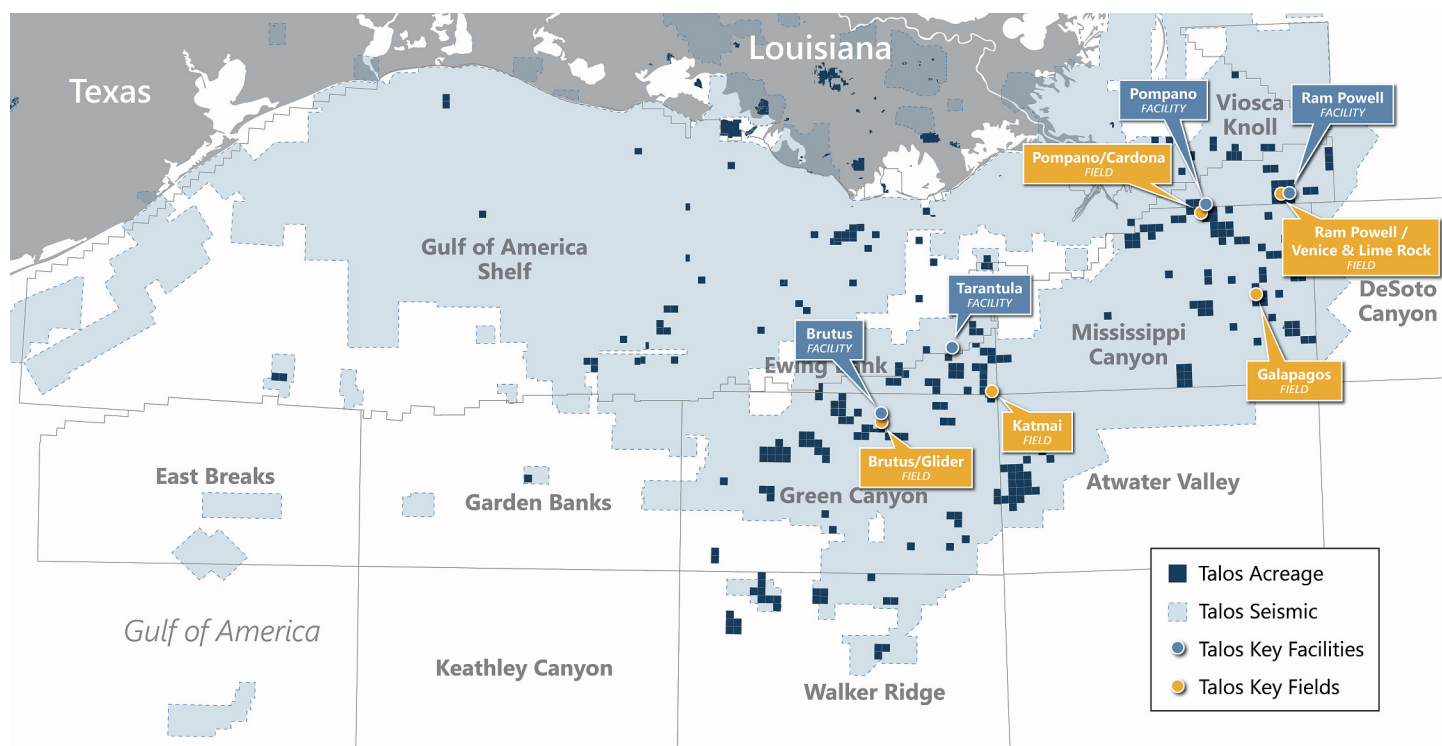 Texas
Louisiana
Pompano
FACILITY
Viosca
Knoll
Ram Powell
FACILITY
Pompano/Cardona
FIELD
Ram Powell /
Venice & Lime Rock
FIELD
Gulf of America
Shelf
Tarantula
FACILITY
DeSoto
Canyon
Brutus
FACILITY
Ewing Bank
Mississippi
Canyon
Galapagos
FIELD
Katmai
FIELD
Brutus/Glider
FIELD
East Breaks
Garden Banks
Green Canyon
Atwater Valley
Gulf of America
Keathley Canyon
Walker Ridge
Talos Acreage
Talos Seismic
Talos Key Facilities
Talos Key Fields